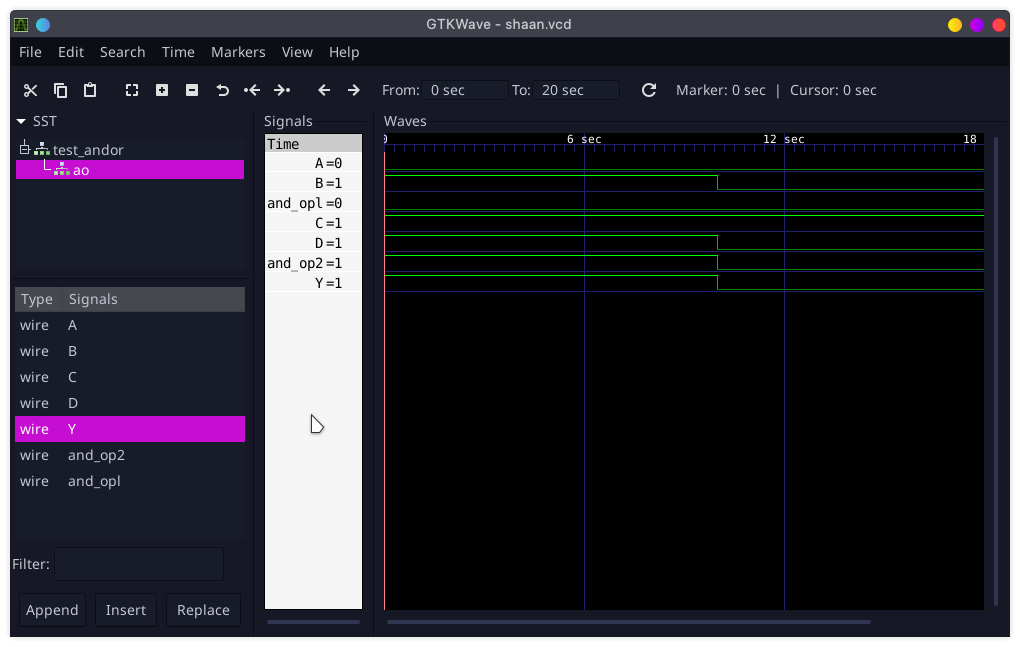 GTKWave - shaan.vcd
File Edit Search Time Markers View Help
From: 0 sec To: 20 sec Marker: 0 sec | Cursor: 0 sec
SST
test_andor
ao
Type Signals
wire A
wire B
wire C
wire D
wire Y
wire and_op2
wire and_opl
Filter:
Append Insert Replace
Signals
Time
A=0
B=1
and_opl=0
C=1
D=1
and_op2=1
Y=1
Waves
0 6 sec 12 sec 18